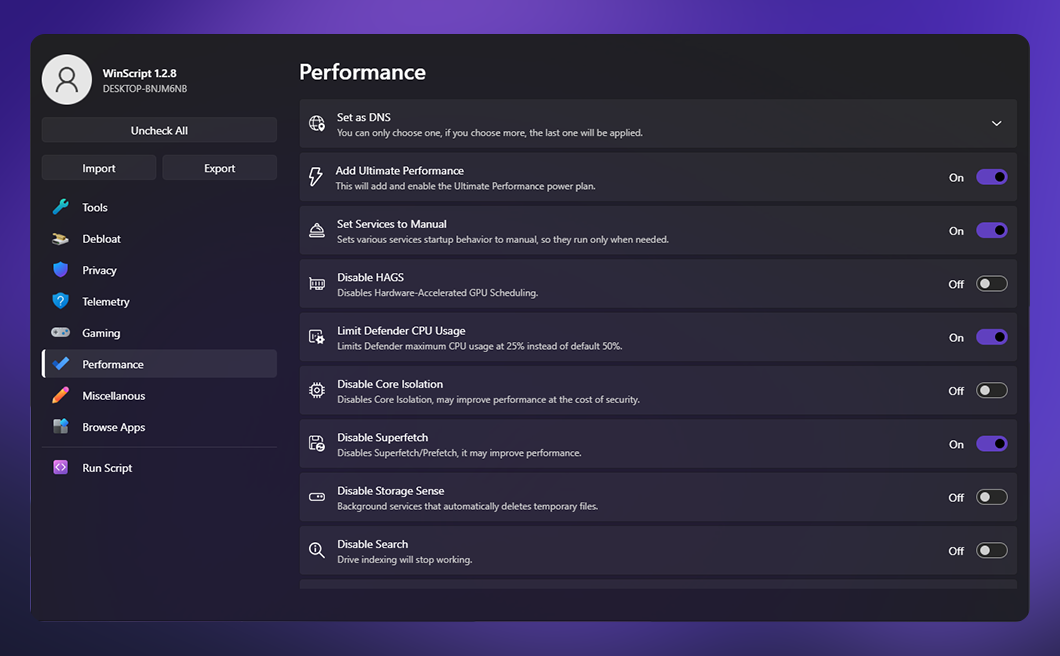 WinScript 1.2.8
DESKTOP-BNJM6NB
Uncheck All
Import
Export
Tools
Debloat
Privacy
Telemetry
Gaming
Performance
Miscellanous
Browse Apps
Run Script
Performance
Set as DNS
You can only choose one, if you choose more, the last one will be applied.
Add Ultimate Performance
This will add and enable the Ultimate Performance power plan.
On
Set Services to Manual
Sets various services startup behavior to manual, so they run only when needed.
On
Disable HAGS
Disables Hardware-Accelerated GPU Scheduling.
Off
Limit Defender CPU Usage
Limits Defender maximum CPU usage at 25% instead of default 50%.
On
Disable Core Isolation
Disables Core Isolation, may improve performance at the cost of security.
Off
Disable Superfetch
Disables Superfetch/Prefetch, it may improve performance.
On
Disable Storage Sense
Background services that automatically deletes temporary files.
Off
Disable Search
Drive indexing will stop working.
Off